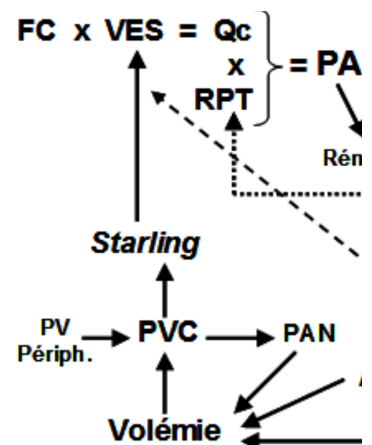 FC x VES = Qc
x
RPT
= PA
Starling
PV
Périph.
PVC
PAN
Volémie